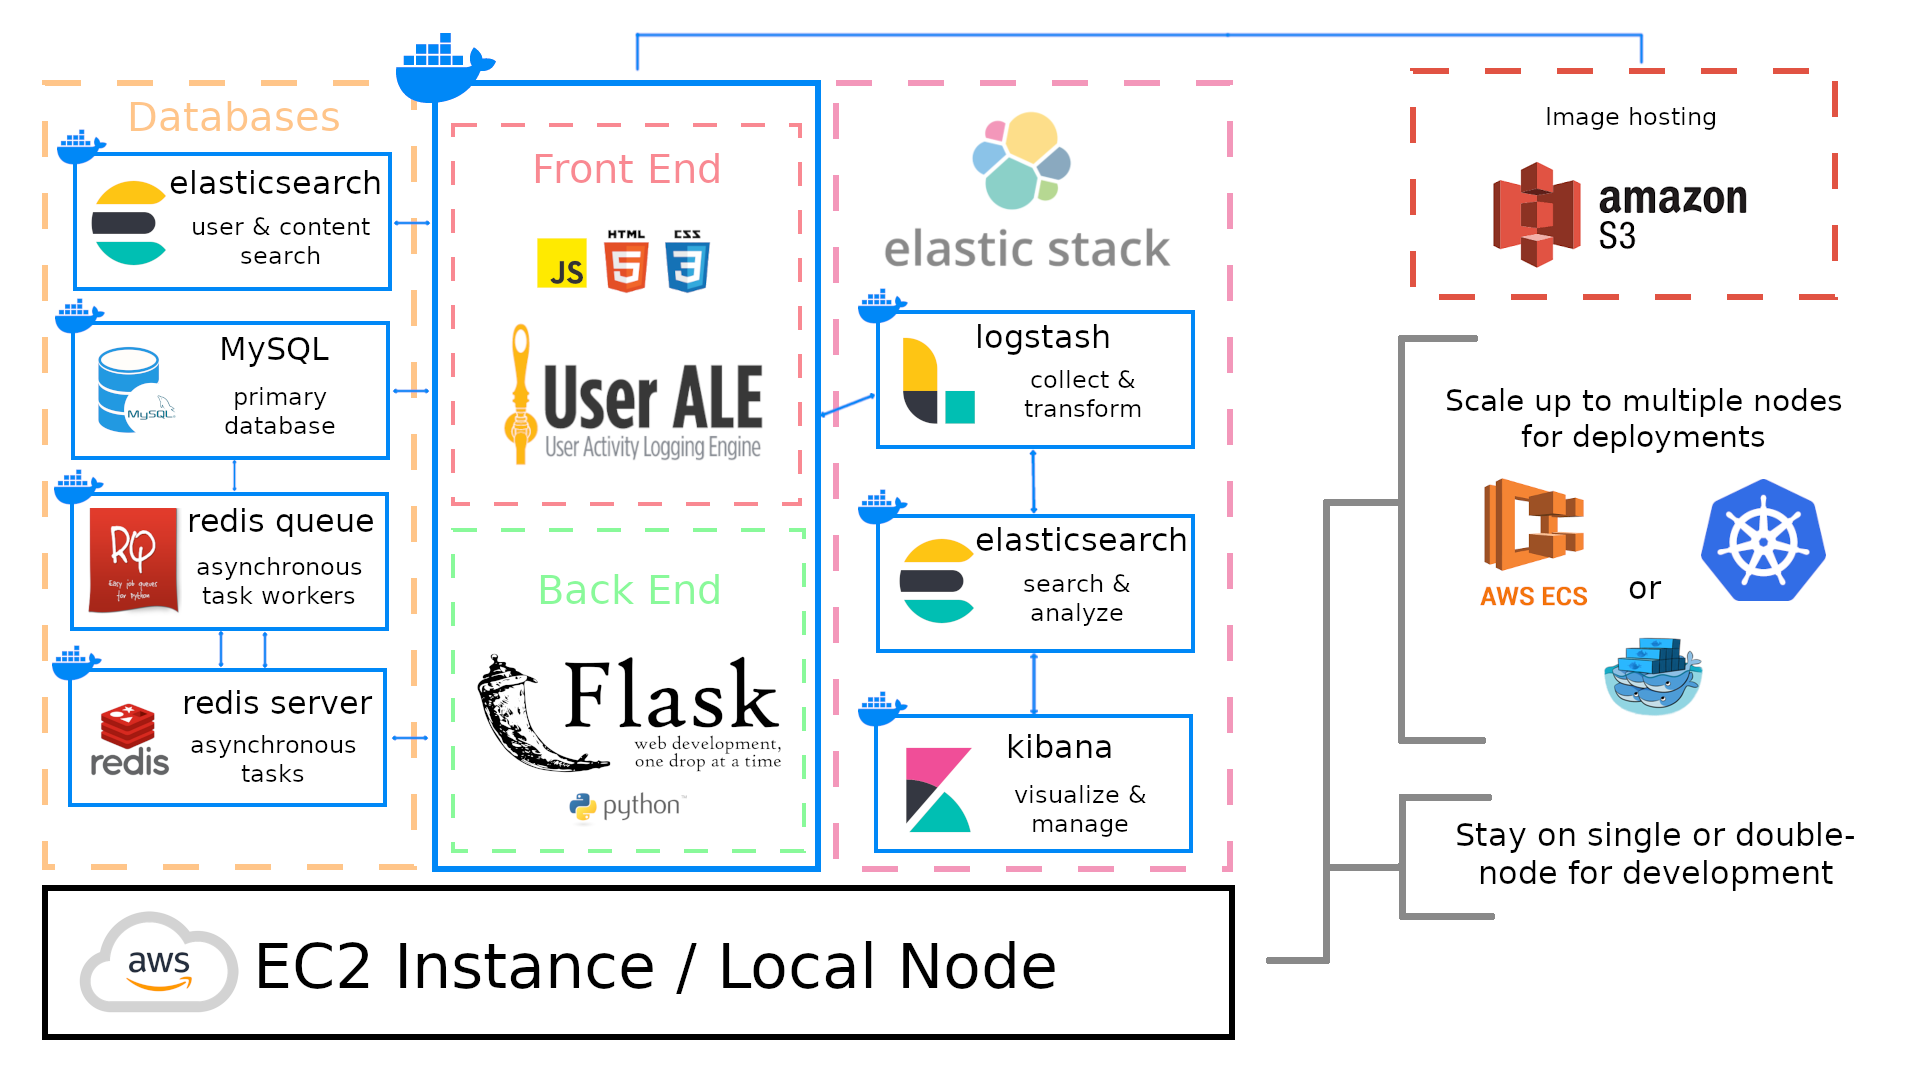 Databases
elasticsearch
user & content
search
MySQL
MySQL
primary
database
redis queue
RQ
Easy job queues
for Python
asynchronous
task workers
redis server
redis
asynchronous
tasks
Front End
JS
HTML
5
CSS
3
User ALE
User Activity Logging Engine
Back End
Flask
web development,
one drop at a time
python™
elastic stack
logstash
collect &
transform
elasticsearch
search &
analyze
kibana
visualize &
manage
Image hosting
amazon
S3
Scale up to multiple nodes
for deployments
AWS ECS
or
Stay on single or double-
node for development
aws
EC2 Instance / Local Node